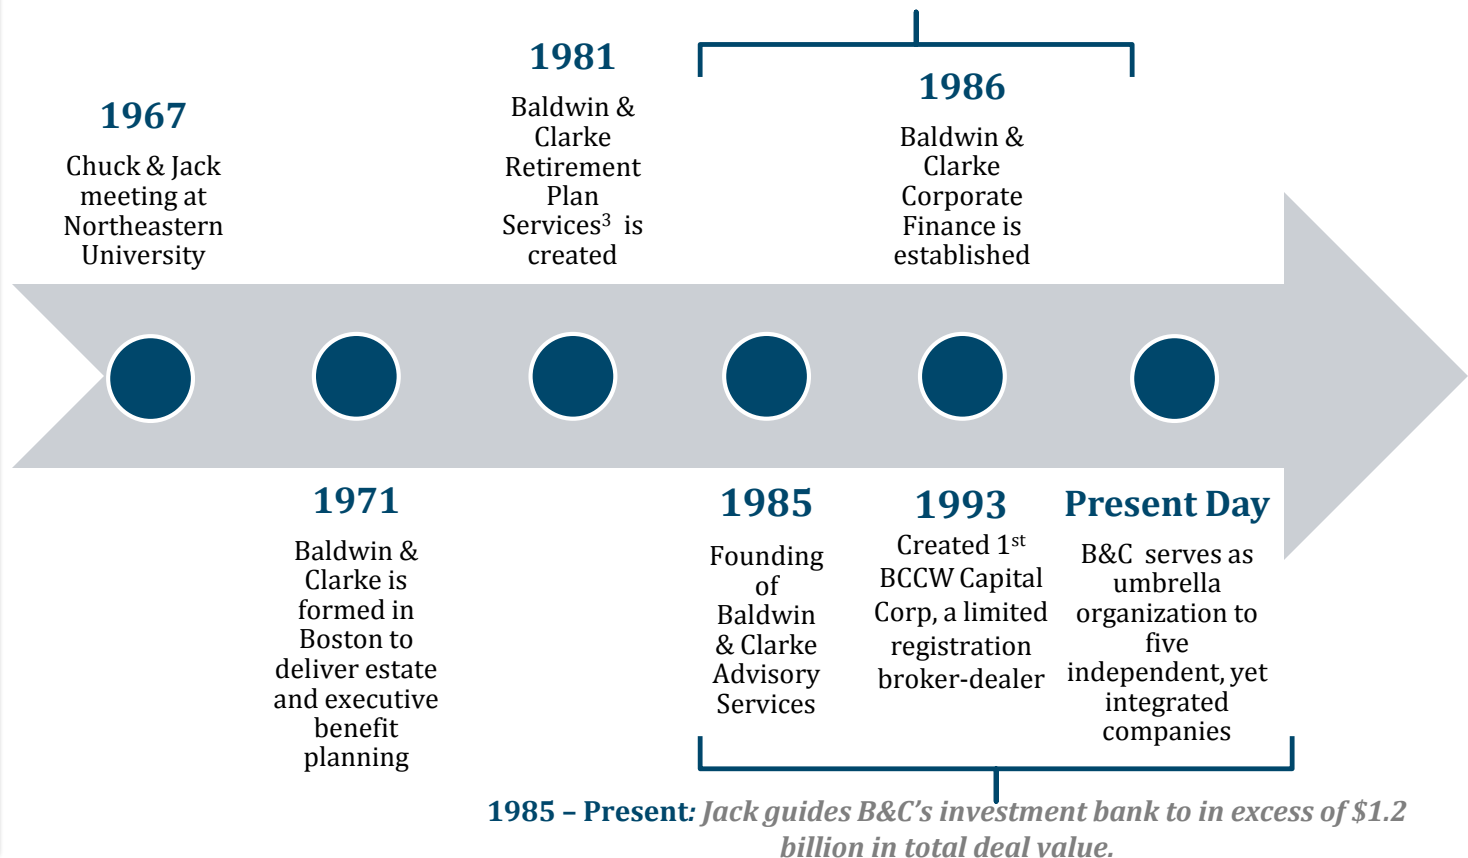 1967
Chuck & Jack
meeting at
Northeastern
University
1981
Baldwin &
Clarke
Retirement
Plan
Services³ is
created
1986
Baldwin &
Clarke
Corporate
Finance is
established
1971
Baldwin &
Clarke is
formed in
Boston to
deliver estate
and executive
benefit
planning
1985
Founding
of
Baldwin
& Clarke
Advisory
Services
1993
Created 1st
BCCW Capital
Corp, a limited
registration
broker-dealer
Present Day
B&C serves as
umbrella
organization to
five
independent, yet
integrated
companies
1985 – Present: Jack guides B&C's investment bank to in excess of $1.2
billion in total deal value.